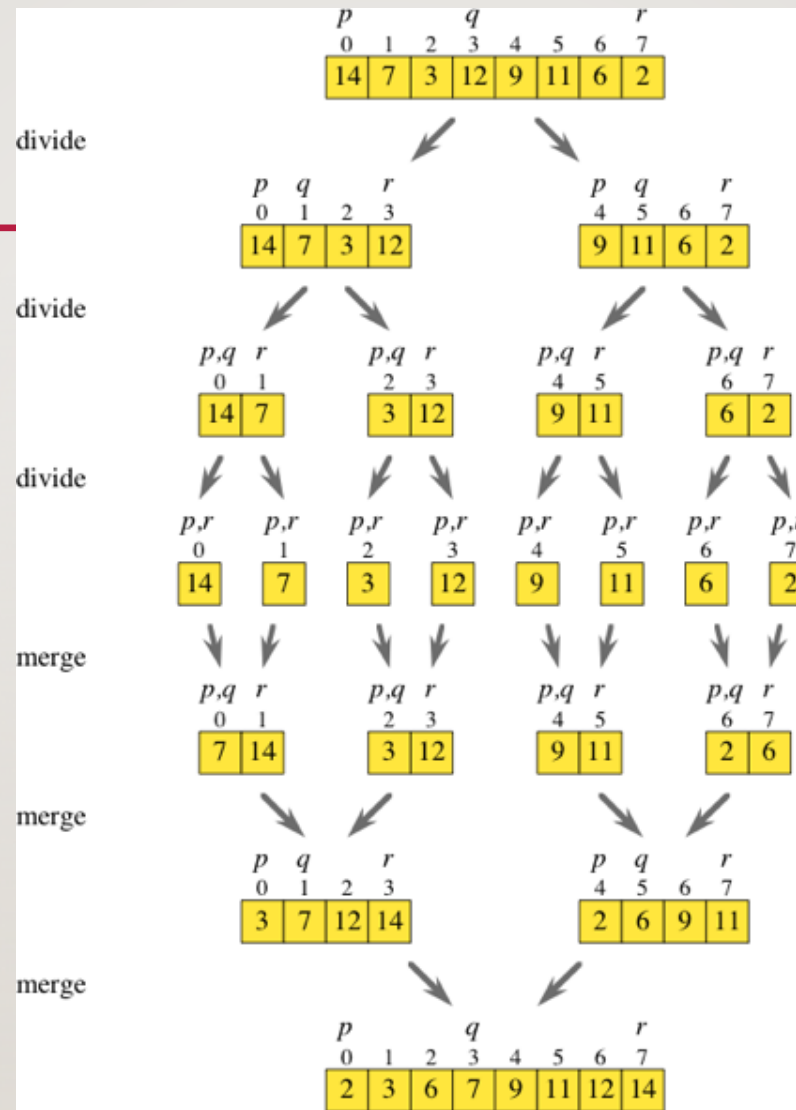 p q r
0 1 2 3 4 5 6 7
14 7 3 12 9 11 6 2
divide
p q r p q r
0 1 2 3 4 5 6 7
14 7 3 12 9 11 6 2
divide
p,q r p,q r p,q r p,q r
0 1 2 3 4 5 6 7
14 7 3 12 9 11 6 2
divide
p,r p,r p,r p,r p,r p,r p,r p,
0 1 2 3 4 5 6 7
14 7 3 12 9 11 6 2
merge
p,q r p,q r p,q r p,q r
0 1 2 3 4 5 6 7
7 14 3 12 9 11 2 6
merge
p q r p q r
0 1 2 3 4 5 6 7
3 7 12 14 2 6 9 11
merge
p q r
0 1 2 3 4 5 6 7
2 3 6 7 9 11 12 14